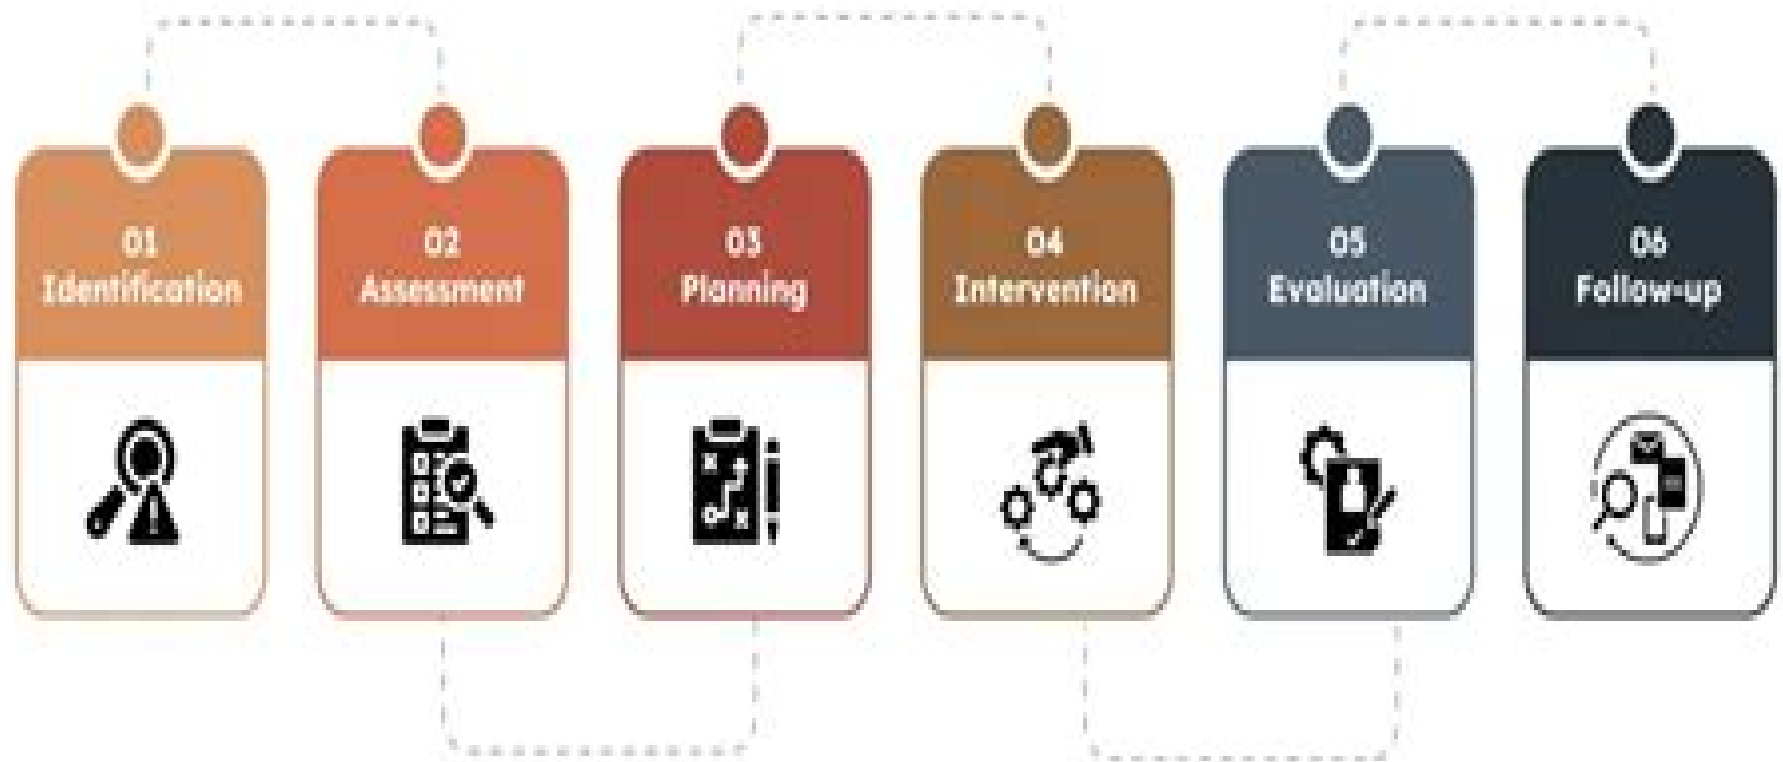 01
Identification
02
Assessment
03
Planning
04
Intervention
05
Evaluation
06
Follow-up